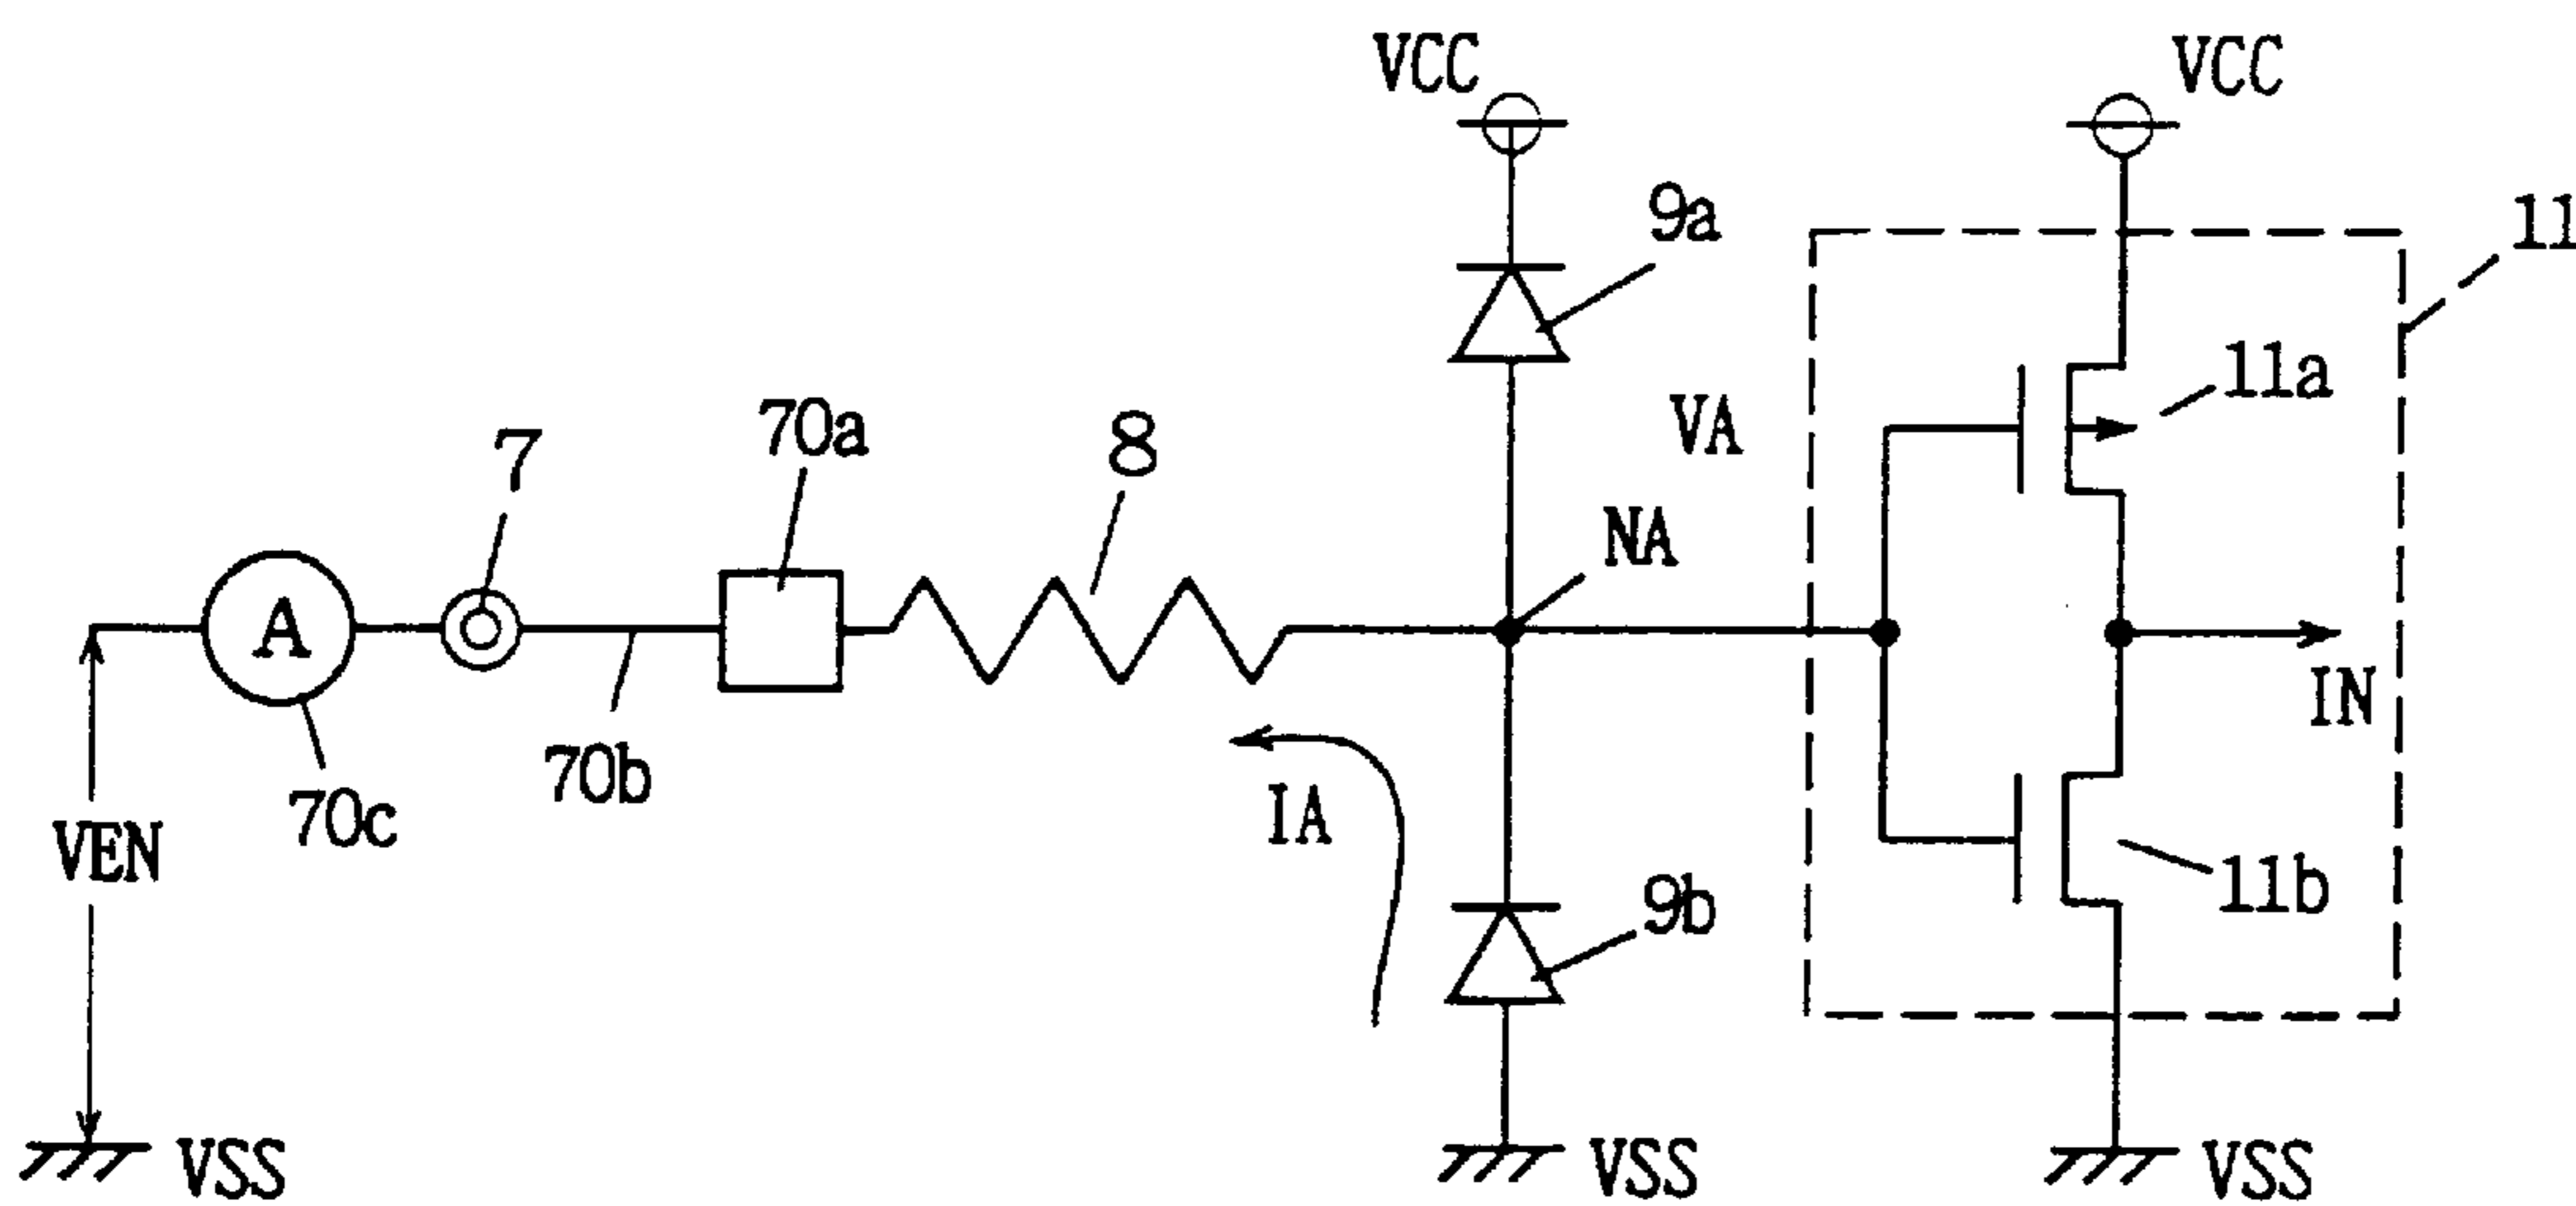 VCC
VCC
9a
11
11a
70a
8
7
VA
NA
A
IN
70b
IA
70c
VEN
9b
11b
VSS
VSS
VSS